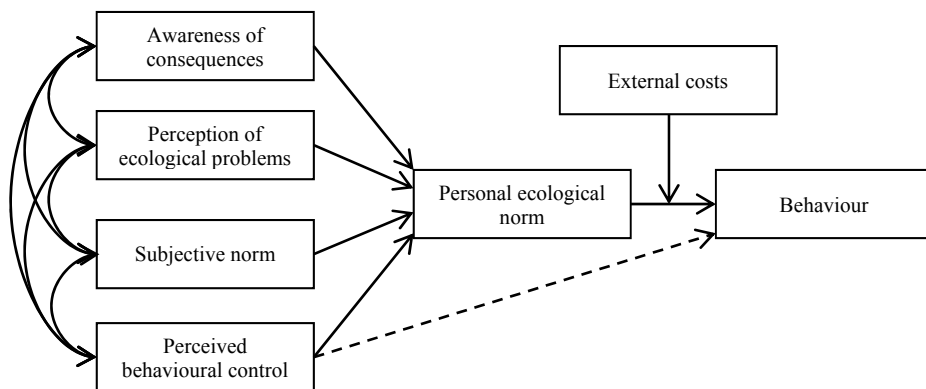 Awareness of
consequences
External costs
Perception of
ecological problems
Personal ecological
norm
Behaviour
Subjective norm
Perceived
behavioural control